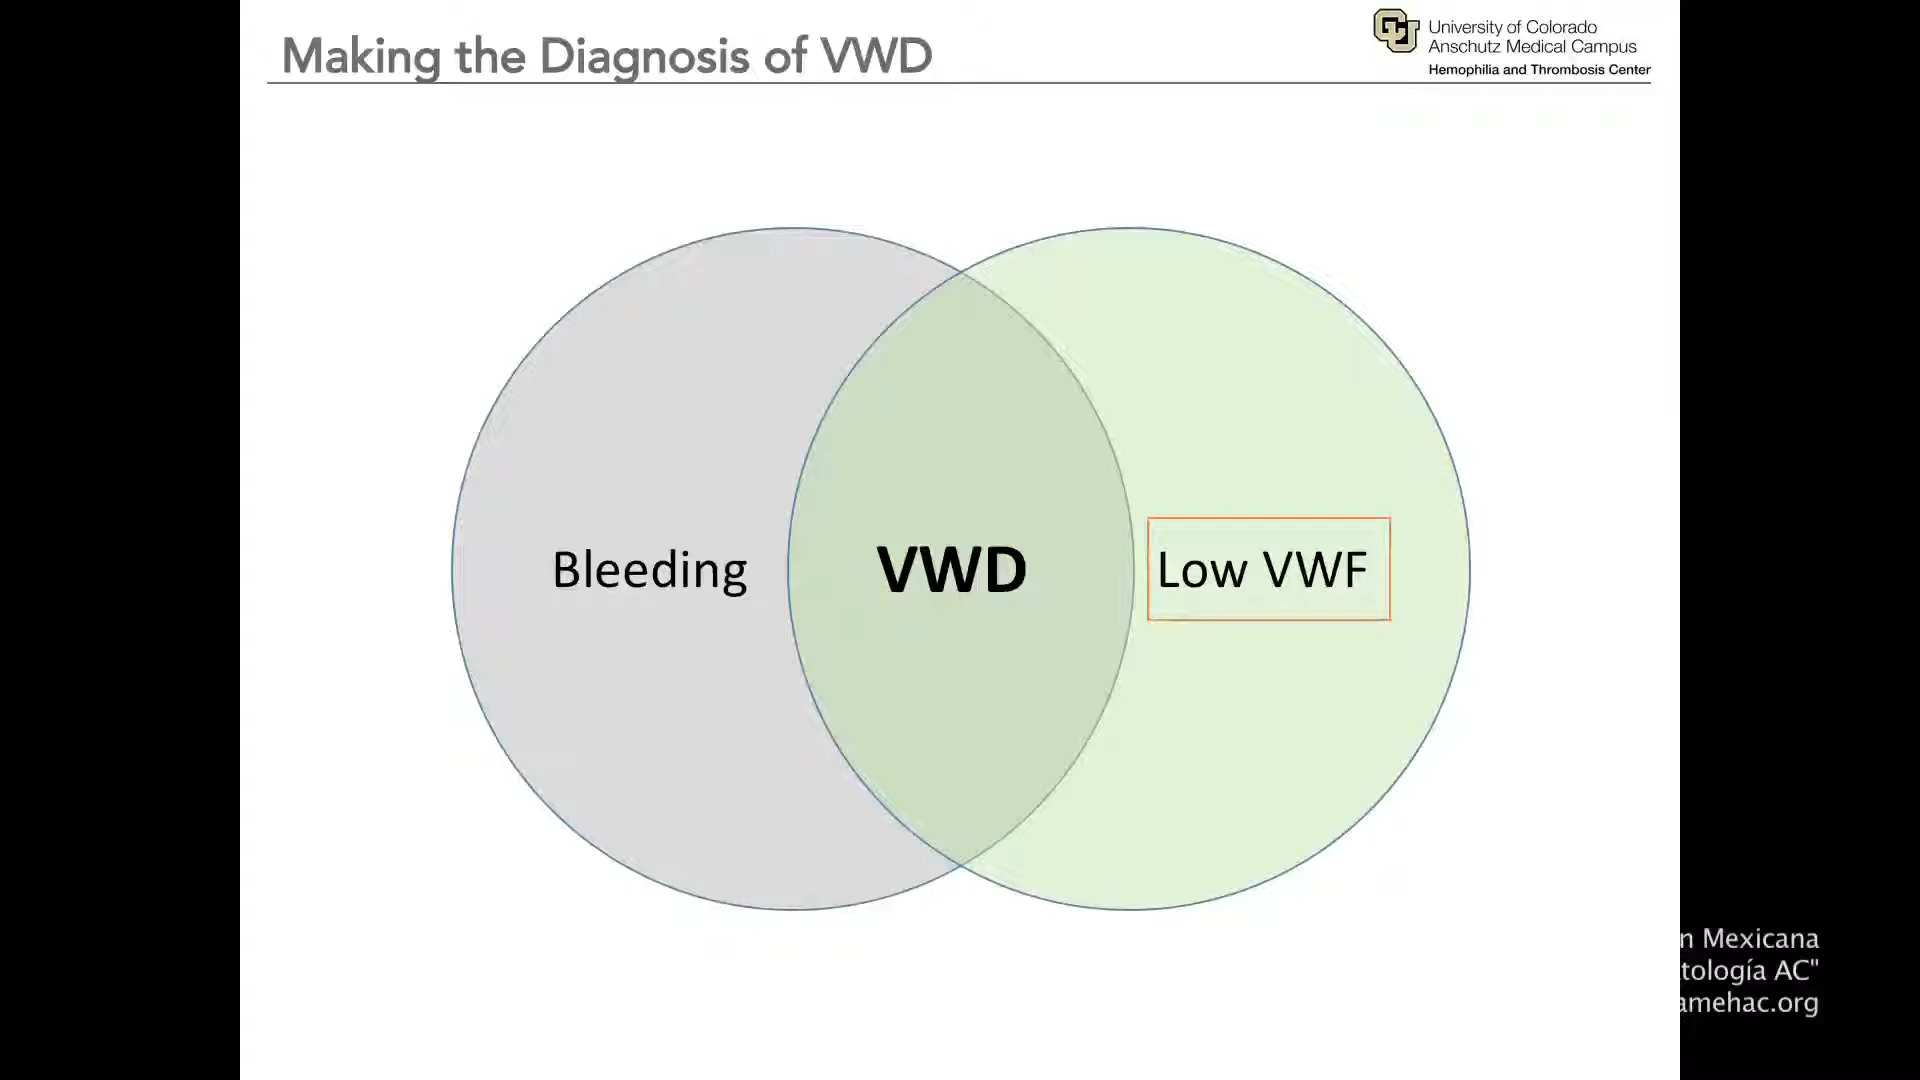 Making the Diagnosis of VWD
University of Colorado
Anschutz Medical Campus
Hemophilia and Thrombosis Center
Bleeding
VWD
Low VWF
n Mexicana
tología AC"
amehac.org